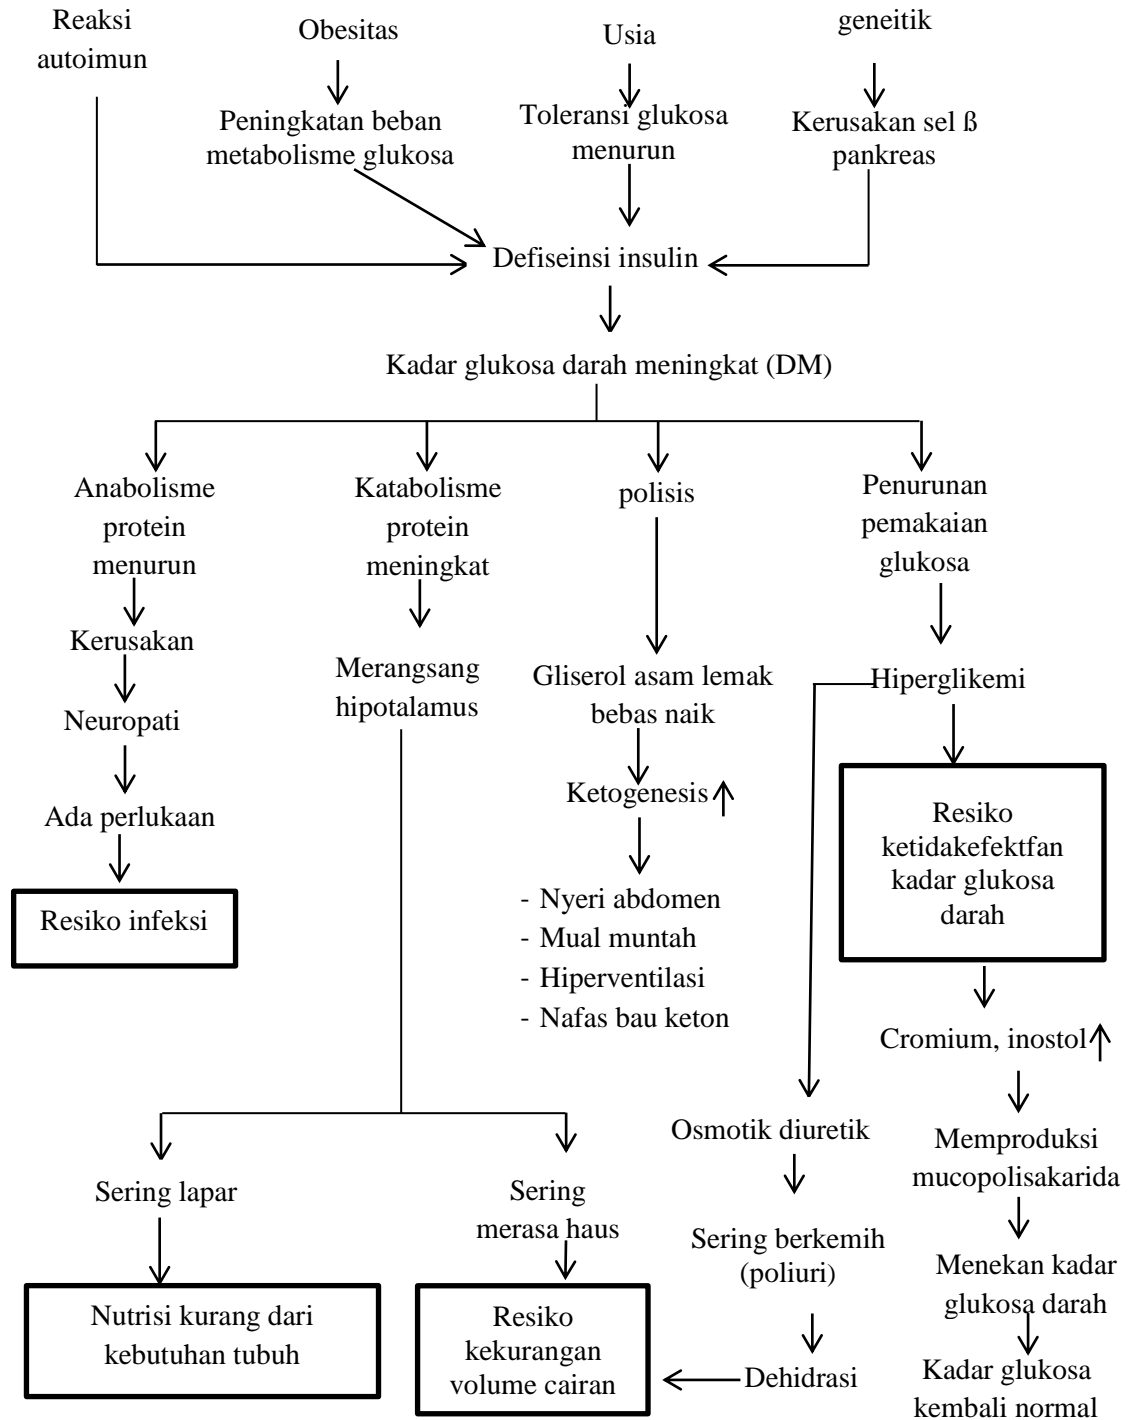 Reaksi
autoimun
Obesitas
Usia
geneitik
Peningkatan beban
metabolisme glukosa
Toleransi glukosa
menurun
Kerusakan sel ß
pankreas
Defiseinsi insulin
Kadar glukosa darah meningkat (DM)
Anabolisme
protein
menurun
Katabolisme
protein
meningkat
polisis
Penurunan
pemakaian
glukosa
Kerusakan
Merangsang
hipotalamus
Gliserol asam lemak
bebas naik
Hiperglikemi
Neuropati
Ketogenesis
Ada perlukaan
Resiko
ketidakefektfan
kadar glukosa
darah
Resiko infeksi
- Nyeri abdomen
- Mual muntah
- Hiperventilasi
- Nafas bau keton
Cromium, inostol
Osmotik diuretik
Memproduksi
mucopolisakarida
Sering lapar
Sering
merasa haus
Sering berkemih
(poliuri)
Menekan kadar
glukosa darah
Nutrisi kurang dari
kebutuhan tubuh
Resiko
kekurangan
volume cairan
Dehidrasi
Kadar glukosa
kembali normal